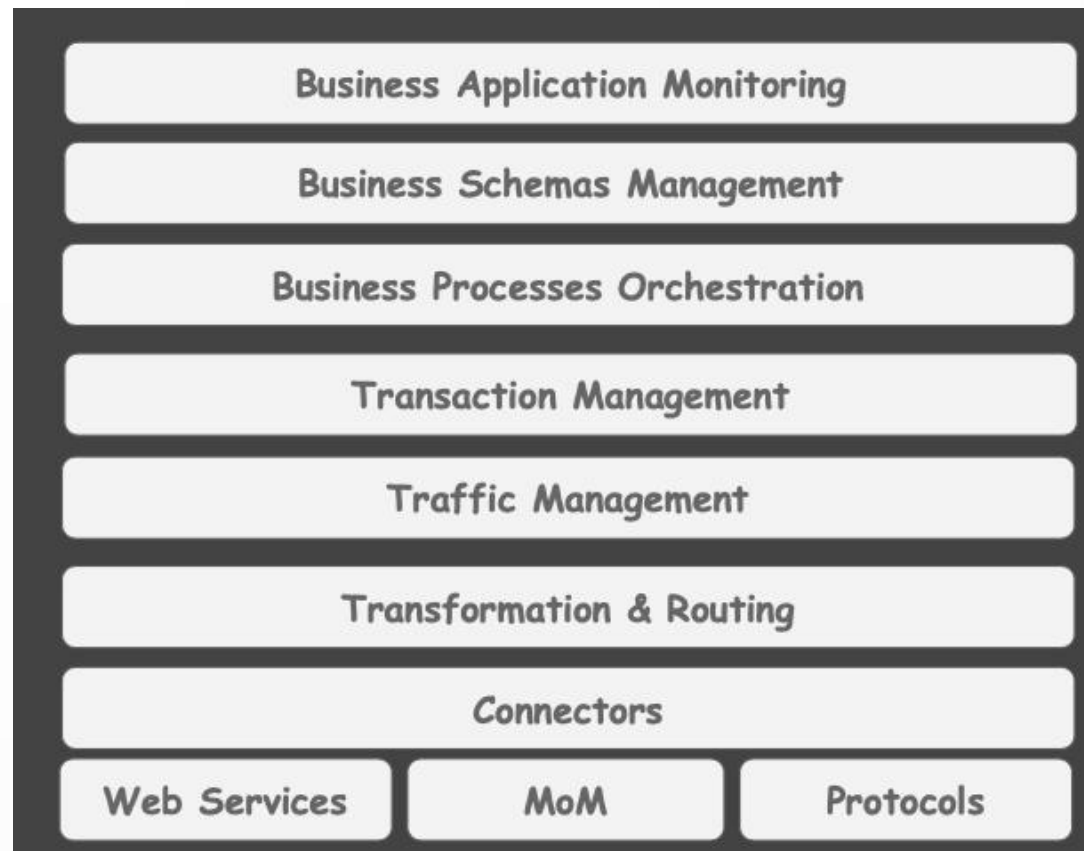 Business Application Monitoring
Business Schemas Management
Business Processes Orchestration
Transaction Management
Traffic Management
Transformation & Routing
Connectors
Web Services
MoM
Protocols